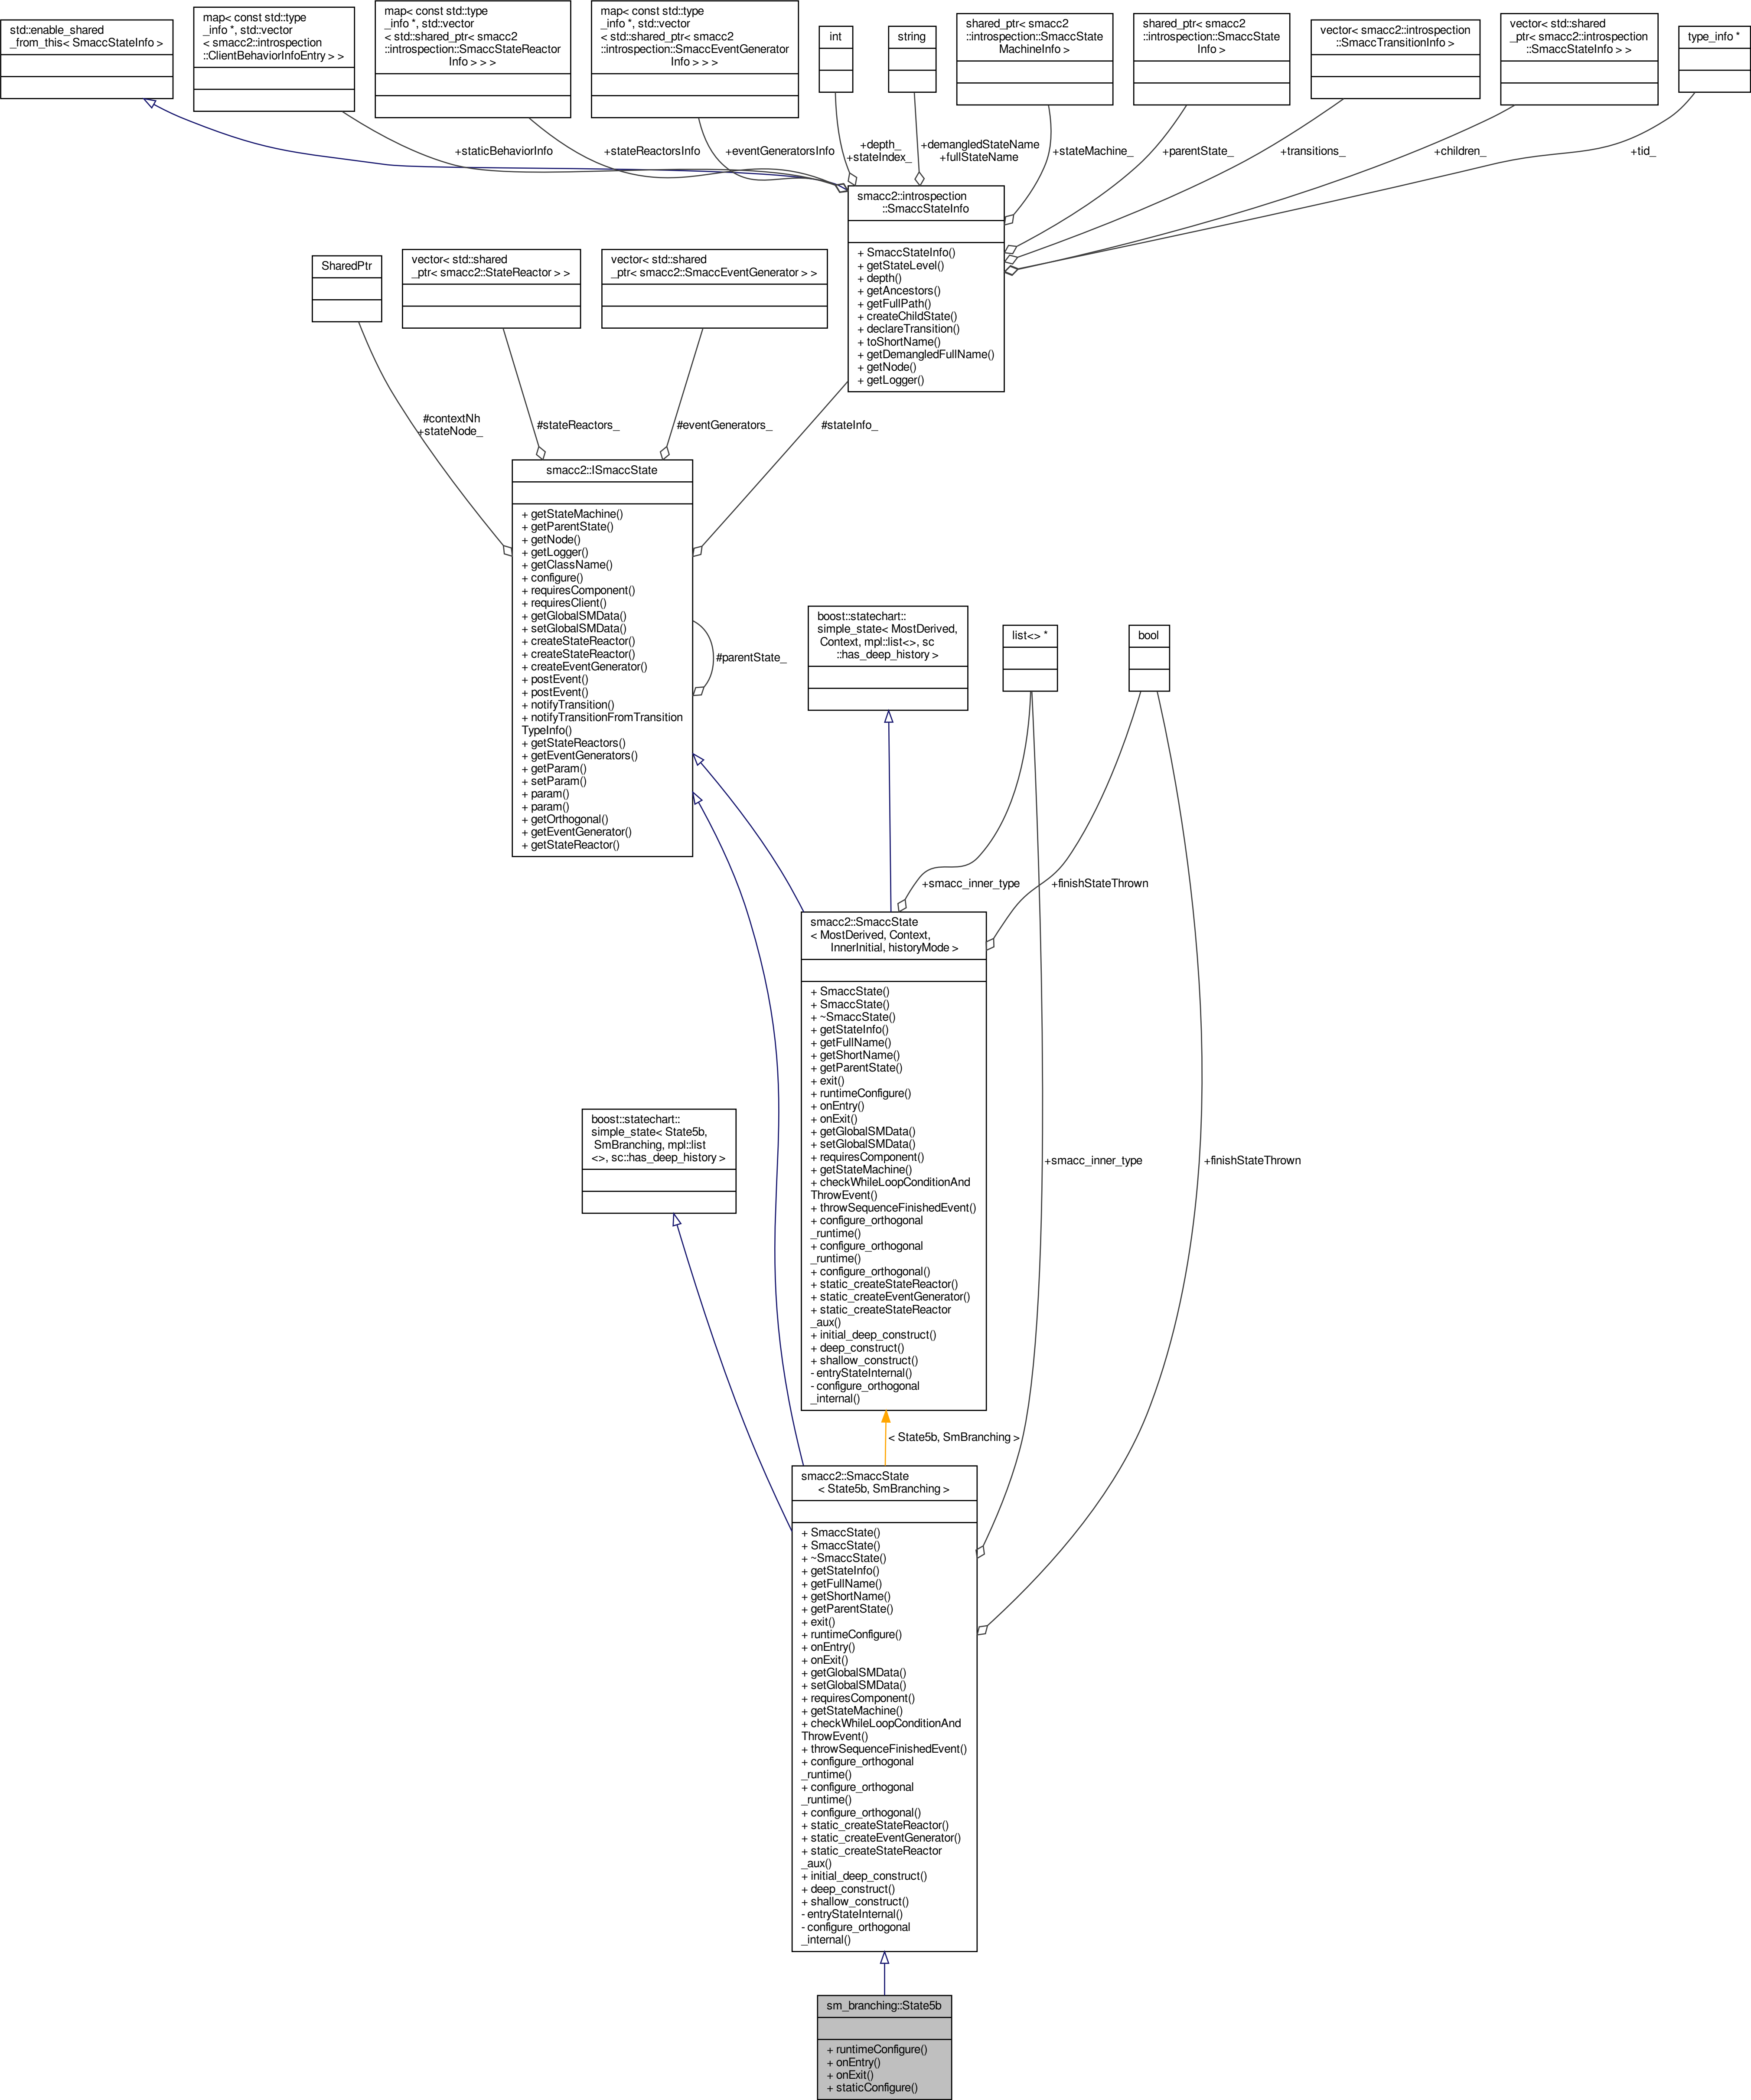 std::enable_shared
_from_this< SmaccStateInfo >
map< const std::type
_info *, std::vector
< smacc2::introspection
::ClientBehaviorInfoEntry > >
map< const std::type
_info *, std::vector
< std::shared_ptr< smacc2
::introspection::SmaccStateReactor
Info > > >
map< const std::type
_info *, std::vector
< std::shared_ptr< smacc2
::introspection::SmaccEventGenerator
Info > > >
int
string
shared_ptr< smacc2
::introspection::SmaccState
MachineInfo >
shared_ptr< smacc2
::introspection::SmaccState
Info >
vector< smacc2::introspection
::SmaccTransitionInfo >
vector< std::shared
_ptr< smacc2::introspection
::SmaccStateInfo > >
type_info *
+staticBehaviorInfo
+stateReactorsInfo
+eventGeneratorsInfo
+depth_
+stateIndex_
+demangledStateName
+fullStateName
+stateMachine_
+parentState_
+transitions_
+children_
+tid_
smacc2::introspection
::SmaccStateInfo
+ SmaccStateInfo()
+ getStateLevel()
+ depth()
+ getAncestors()
+ getFullPath()
+ createChildState()
+ declareTransition()
+ toShortName()
+ getDemangledFullName()
+ getNode()
+ getLogger()
SharedPtr
vector< std::shared
_ptr< smacc2::StateReactor > >
vector< std::shared
_ptr< smacc2::SmaccEventGenerator > >
#contextNh
+stateNode_
#stateReactors_
#eventGenerators_
#stateInfo_
smacc2::ISmaccState
+ getStateMachine()
+ getParentState()
+ getNode()
+ getLogger()
+ getClassName()
+ configure()
+ requiresComponent()
+ requiresClient()
+ getGlobalSMData()
+ setGlobalSMData()
+ createStateReactor()
+ createStateReactor()
+ createEventGenerator()
+ postEvent()
+ postEvent()
+ notifyTransition()
+ notifyTransitionFromTransition
TypeInfo()
+ getStateReactors()
+ getEventGenerators()
+ getParam()
+ setParam()
+ param()
+ param()
+ getOrthogonal()
+ getEventGenerator()
+ getStateReactor()
#parentState_
boost::statechart::
simple_state< MostDerived,
Context, mpl::list<>, sc
::has_deep_history >
list<> *
bool
+smacc_inner_type
+finishStateThrown
smacc2::SmaccState
< MostDerived, Context,
InnerInitial, historyMode >
+ SmaccState()
+ SmaccState()
+ ~SmaccState()
+ getStateInfo()
+ getFullName()
+ getShortName()
+ getParentState()
+ exit()
+ runtimeConfigure()
+ onEntry()
+ onExit()
+ getGlobalSMData()
+ setGlobalSMData()
+ requiresComponent()
+ getStateMachine()
+ checkWhileLoopConditionAnd
ThrowEvent()
+ throwSequenceFinishedEvent()
+ configure_orthogonal
_runtime()
+ configure_orthogonal
_runtime()
+ configure_orthogonal()
+ static_createStateReactor()
+ static_createEventGenerator()
+ static_createStateReactor
_aux()
+ initial_deep_construct()
+ deep_construct()
+ shallow_construct()
- entryStateInternal()
- configure_orthogonal
_internal()
boost::statechart::
simple_state< State5b,
SmBranching, mpl::list
<>, sc::has_deep_history >
+smacc_inner_type
+finishStateThrown
< State5b, SmBranching >
smacc2::SmaccState
< State5b, SmBranching >
+ SmaccState()
+ SmaccState()
+ ~SmaccState()
+ getStateInfo()
+ getFullName()
+ getShortName()
+ getParentState()
+ exit()
+ runtimeConfigure()
+ onEntry()
+ onExit()
+ getGlobalSMData()
+ setGlobalSMData()
+ requiresComponent()
+ getStateMachine()
+ checkWhileLoopConditionAnd
ThrowEvent()
+ throwSequenceFinishedEvent()
+ configure_orthogonal
_runtime()
+ configure_orthogonal
_runtime()
+ configure_orthogonal()
+ static_createStateReactor()
+ static_createEventGenerator()
+ static_createStateReactor
_aux()
+ initial_deep_construct()
+ deep_construct()
+ shallow_construct()
- entryStateInternal()
- configure_orthogonal
_internal()
sm_branching::State5b
+ runtimeConfigure()
+ onEntry()
+ onExit()
+ staticConfigure()